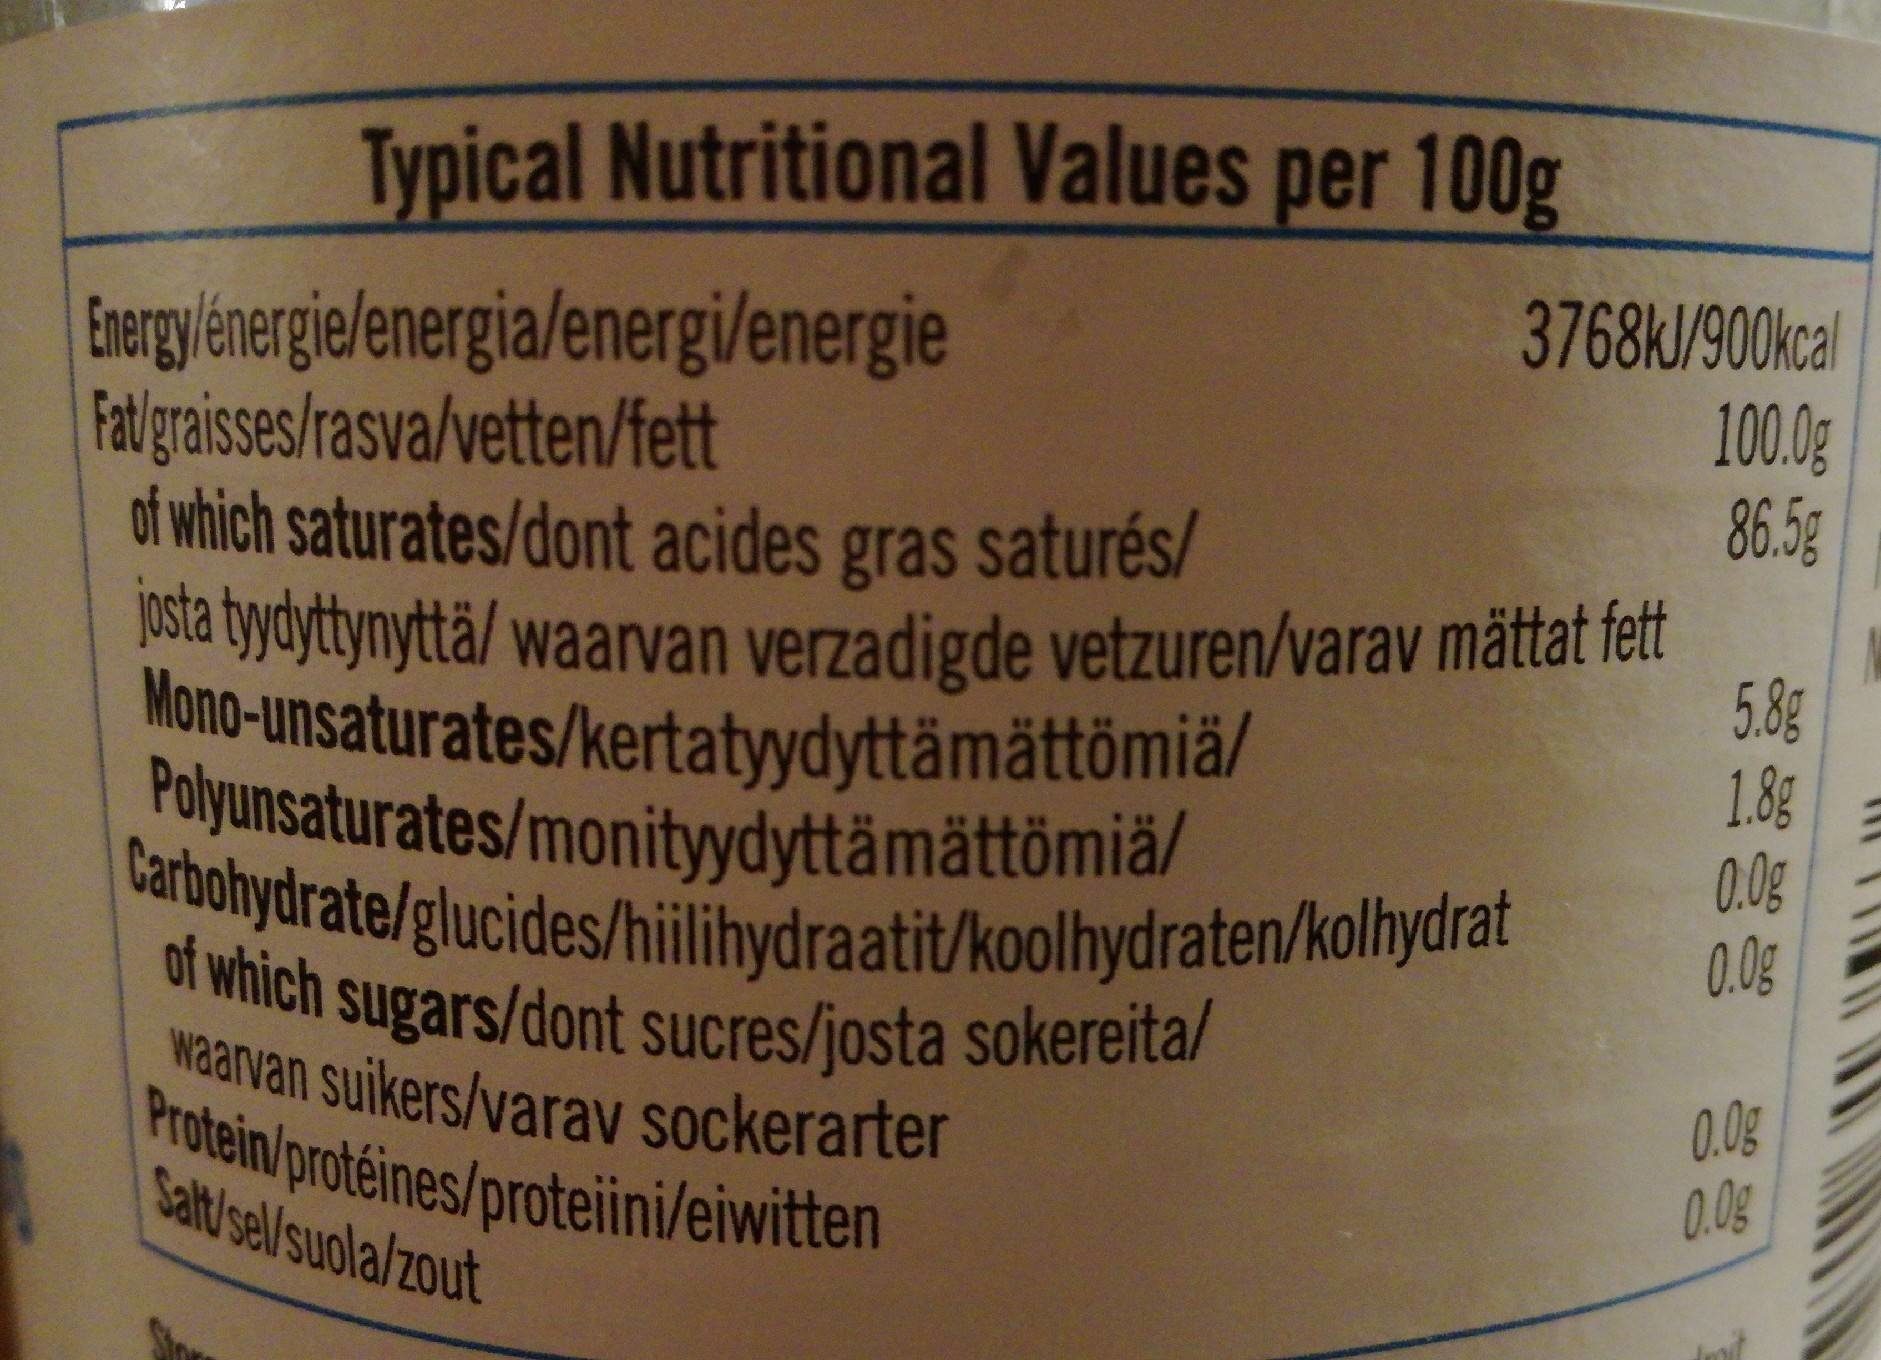 Typical Nutritional Values per 100g
Energy/énergie/energia/energi/energie 3768kJ/900kcal
Fat/graisses/rasva/vetten/fett 100.0g
of which saturates/dont acides gras saturés/ 86.5g
josta tyydyttynyttä/ waarvan verzadigde vetzuren/varav mättat fett
Mono-unsaturates/kertatyydyttämättömiä/ 5.8g
Polyunsaturates/monityydyttämättömiä/ 1.8g
Carbohydrate/glucides/hiilihydraatit/koolhydraten/kolhydrat 0.0g
of which sugars/dont sucres/josta sokereita/ 0.0g
waarvan suikers/varav sockerarter
Protein/protéines/proteiini/eiwitten 0.0g
Salt/sel/suola/zout 0.0g